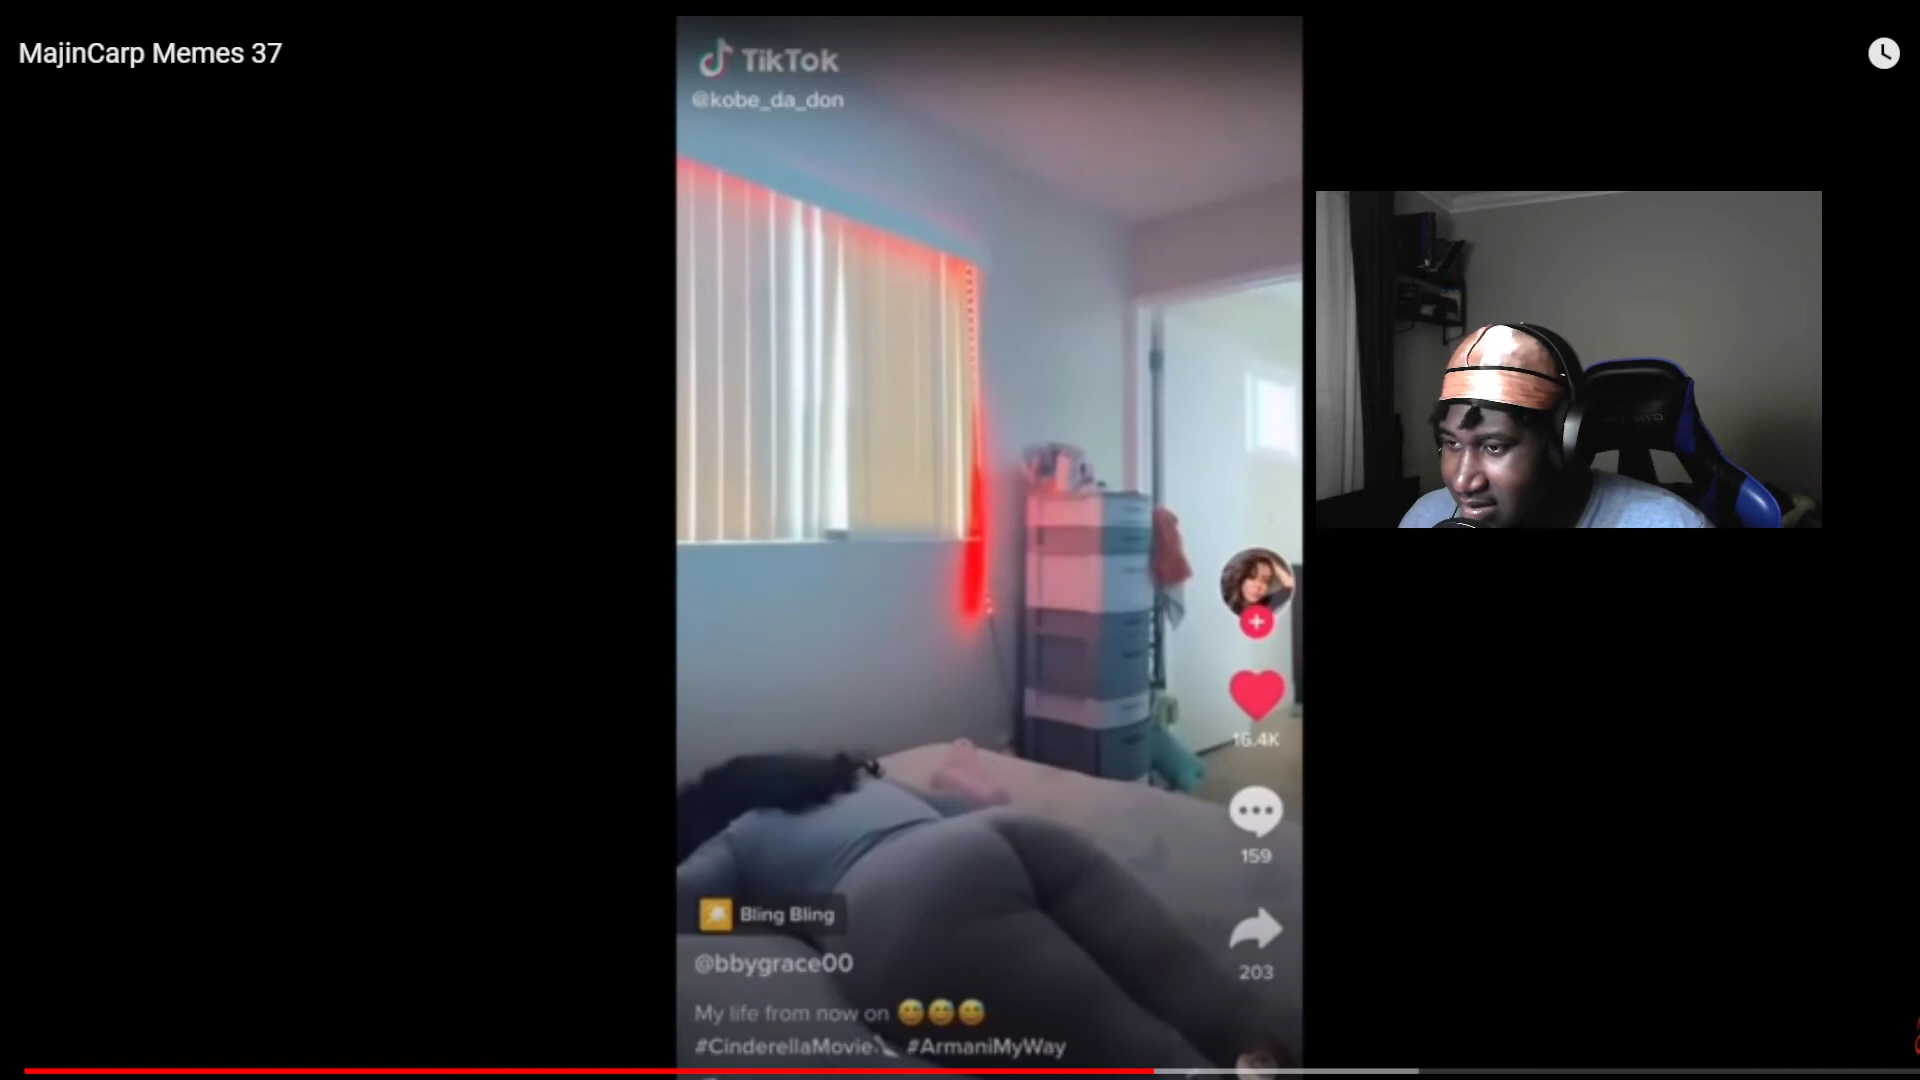 MajinCarp Memes 37
TikTok
@kobe_da_don
16.4K
159
Bling Bling
@bbygrace00
203
My life from now on 😅😅😅
#CinderellaMovie #ArmaniMyWay